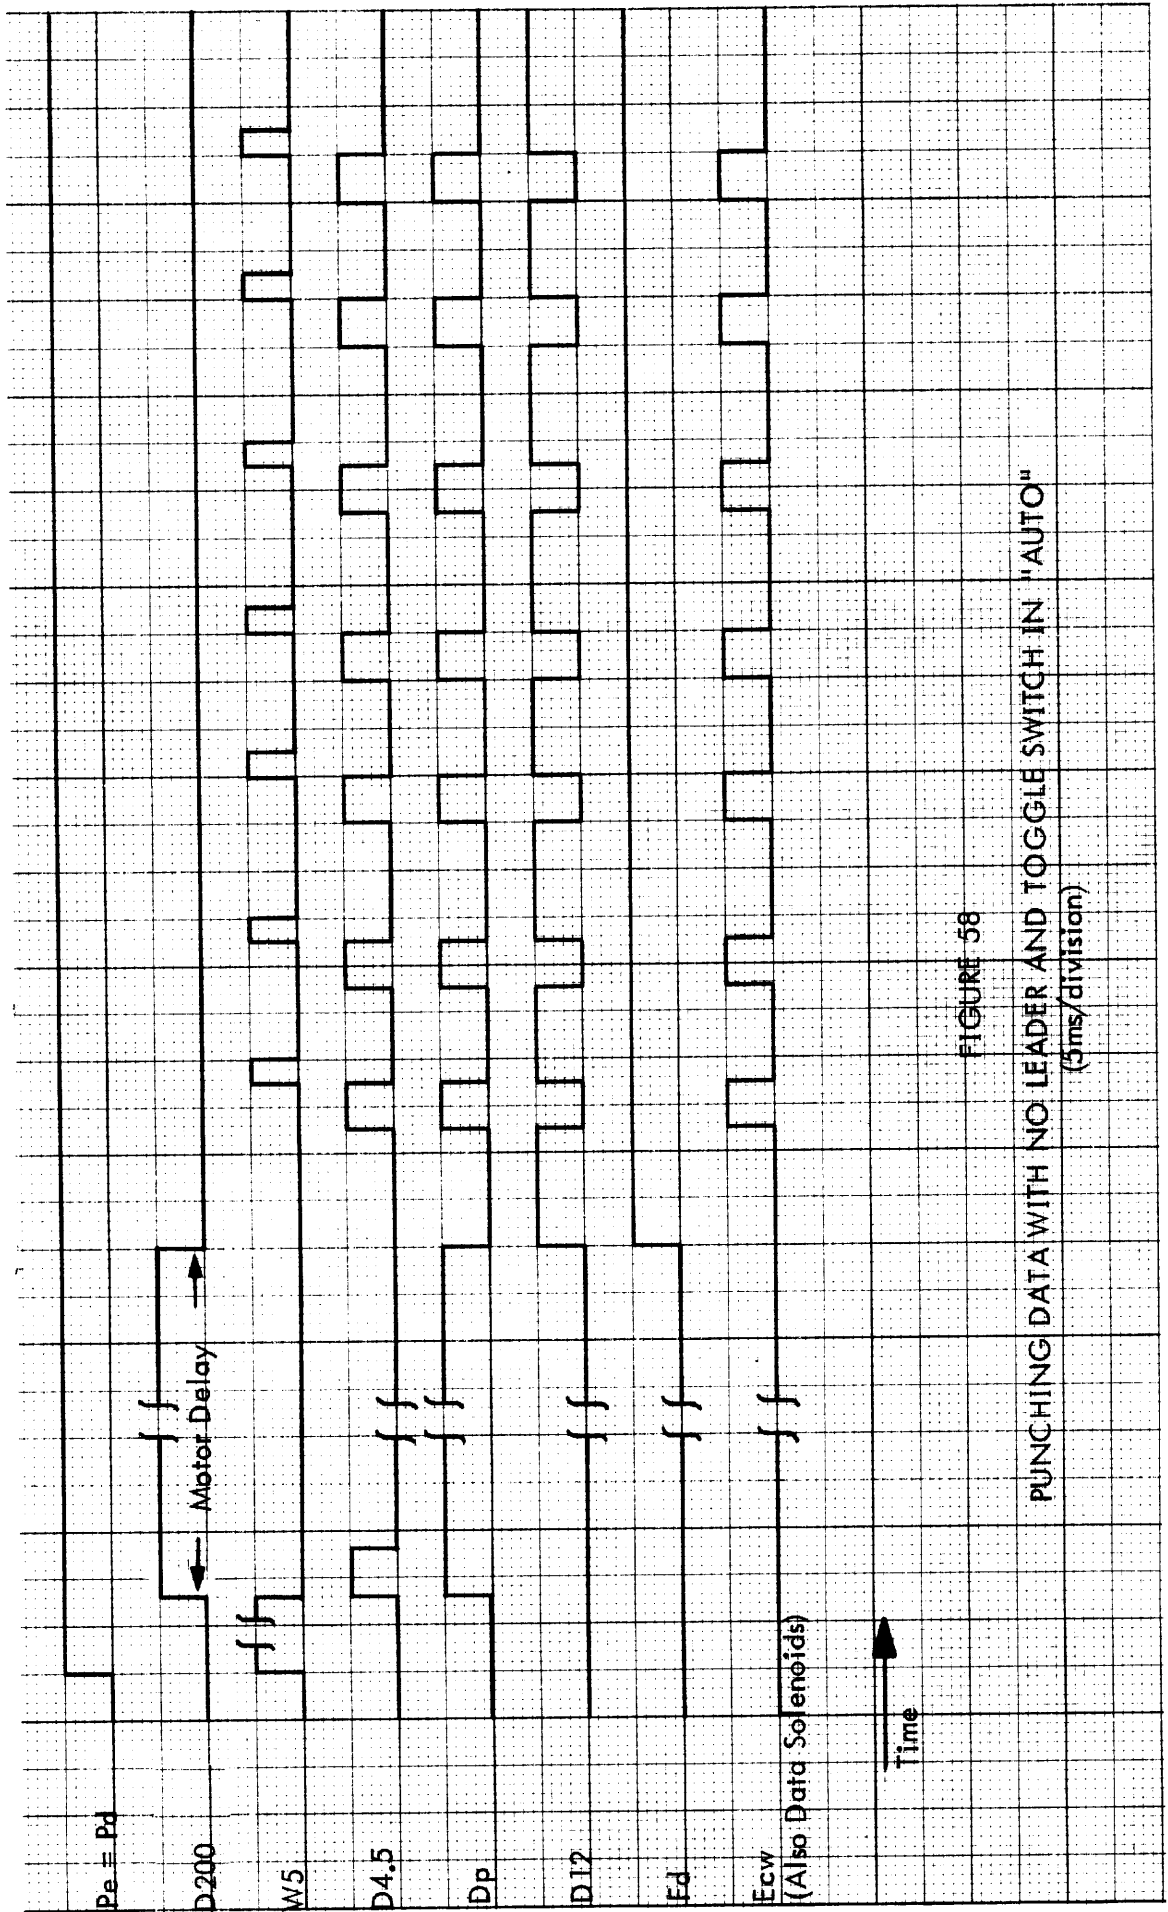 Pe = Pd
D200
Motor Delay
W5
D4.5
Dp
D12
Ed
Ecw
(Also Data Solenoids)
Time
FIGURE 58
PUNCHING DATA WITH NO LEADER AND TOGGLE SWITCH IN "AUTO"
(5ms/division)